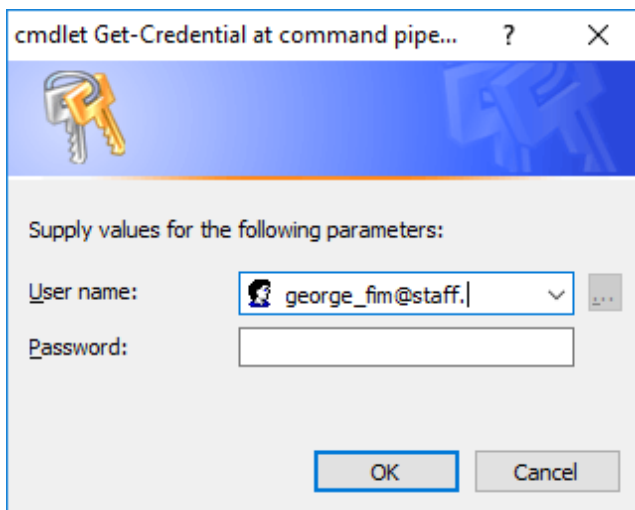 cmdlet Get-Credential at command pipe... ?
Supply values for the following parameters:
User name: george_fim@staff. ...
Password:
OK Cancel